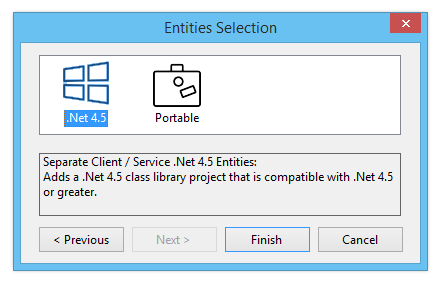 Entities Selection
.Net 4.5
Portable
Separate Client / Service .Net 4.5 Entities:
Adds a .Net 4.5 class library project that is compatible with .Net 4.5
or greater.
< Previous
Next >
Finish
Cancel